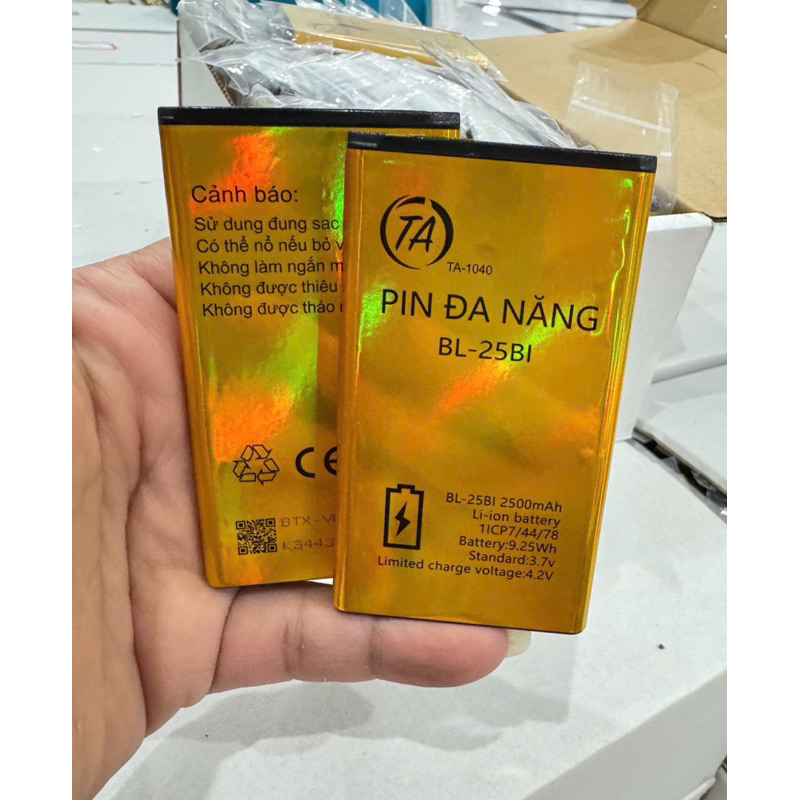 Cảnh báo:
Sử dung đung sac
Có thể nổ nếu bỏ
Không làm ngắn
Không được thiêu
Không được tháo
CE
BTX-
K3443
TA
TA-1040
PIN ĐA NĂNG
BL-25BI
BL-25BI 2500mAh
Li-ion battery
1ICP7/44/78
Battery:9.25Wh
Standard:3.7v
Limited charge voltage:4.2V